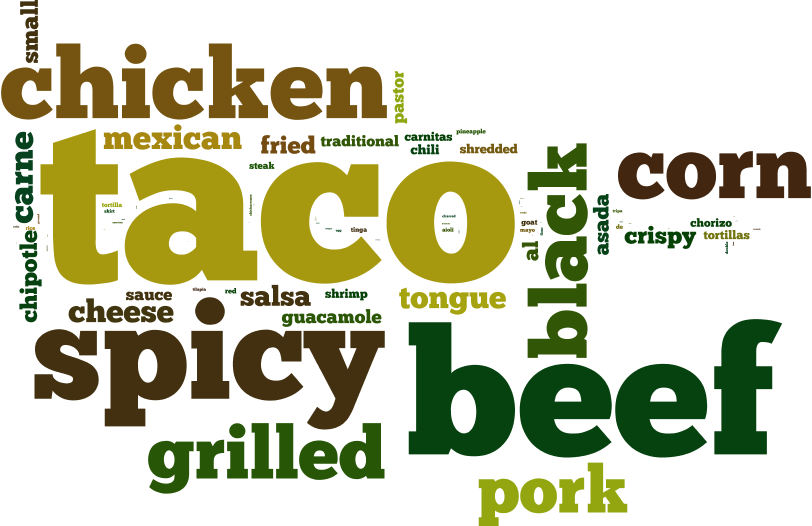 small
chicken
pastor
mexican
fried
traditional
carnitas
pineapple
chili
shredded
steak
carne
taco
black
corn
tortilla
skirt
tinga
aioli
goat
mayo
al
asada
de
crispy
chorizo
tortillas
chipotle
sauce
tilapia
red
salsa
shrimp
tongue
cheese
guacamole
spicy
beef
grilled
pork